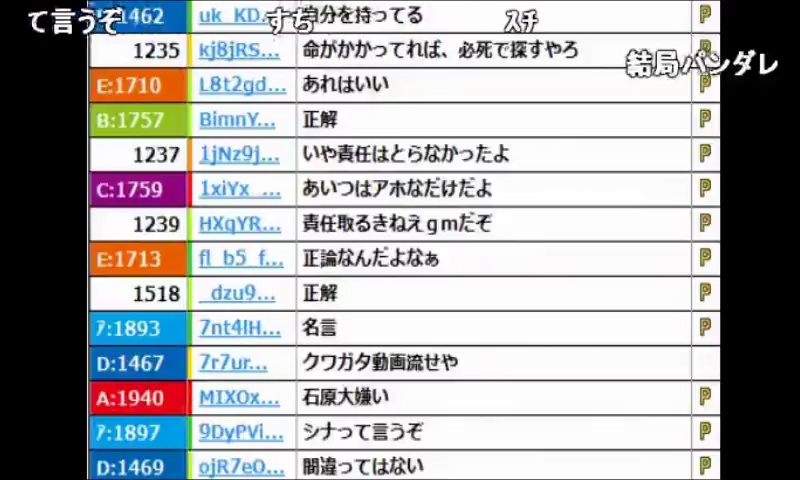 D:1462 uk_KD... 自分を持ってる P
て言うぞ すち ｽﾁ
1235 kj8jRS... 命がかかってれば、必死で探すやろ P
結局パンダレ
E:1710 L8t2gd... あれはいい P
B:1757 BimnY... 正解 P
1237 1jNz9j... いや責任はとらなかったよ P
C:1759 1xiYx_... あいつはアホなだけだよ P
1239 HXqYR... 責任取るきねえｇｍだぞ P
E:1713 fl_b5_f... 正論なんだよなぁ P
1518 _dzu9... 正解 P
ｱ:1893 7nt4lH... 名言 P
D:1467 7r7ur... クワガタ動画流せや
A:1940 MIXOx... 石原大嫌い P
ｱ:1897 9DyPVi... シナって言うぞ P
D:1469 ojR7eO... 間違ってはない P